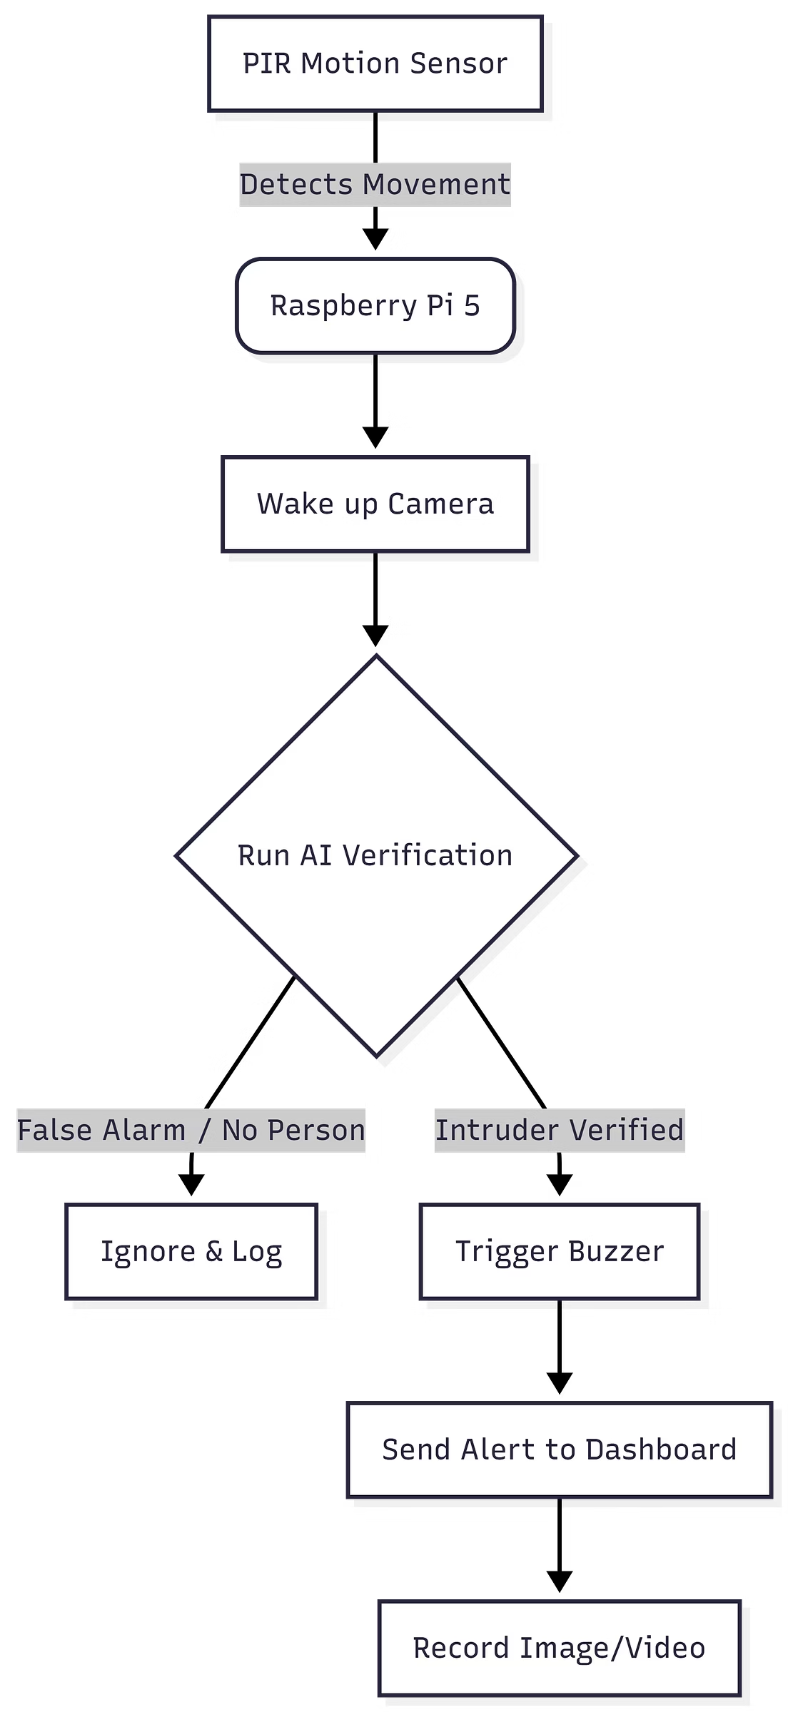 PIR Motion Sensor
Detects Movement
Raspberry Pi 5
Wake up Camera
Run AI Verification
False Alarm / No Person
Intruder Verified
Ignore & Log
Trigger Buzzer
Send Alert to Dashboard
Record Image/Video